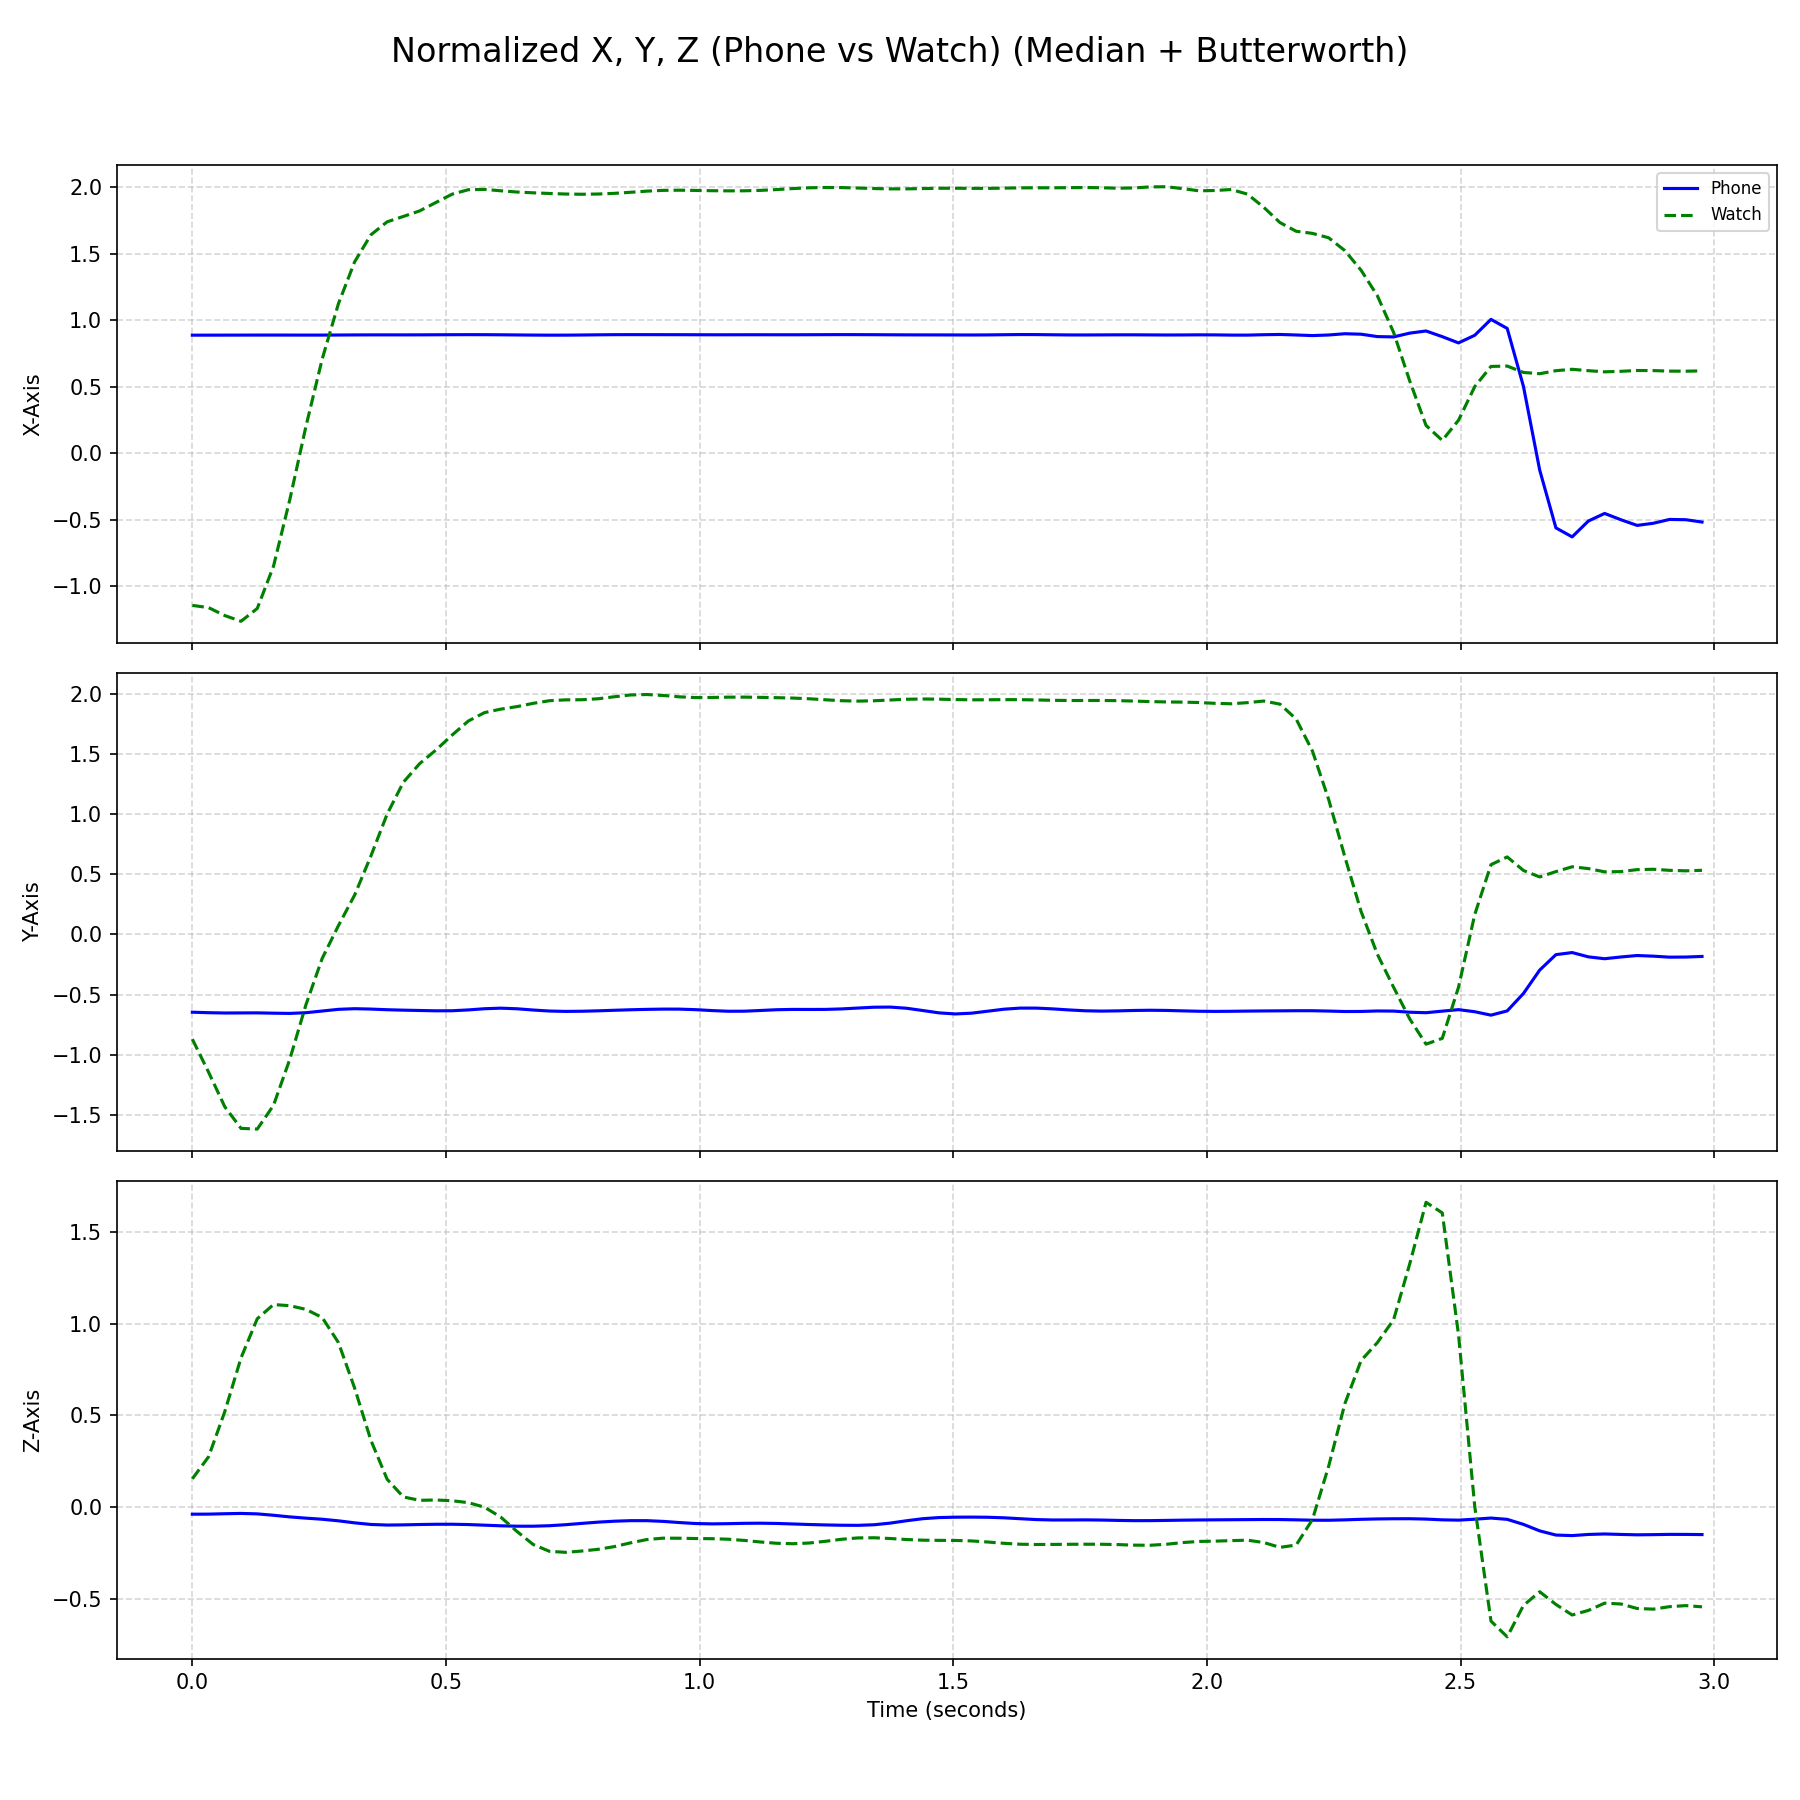 Normalized X, Y, Z (Phone vs Watch) (Median + Butterworth)
Phone
Watch
2.0
1.5
1.0
0.5
0.0
−0.5
−1.0
X-Axis
2.0
1.5
1.0
0.5
0.0
−0.5
−1.0
−1.5
Y-Axis
1.5
1.0
0.5
0.0
−0.5
Z-Axis
0.0 0.5 1.0 1.5 2.0 2.5 3.0
Time (seconds)